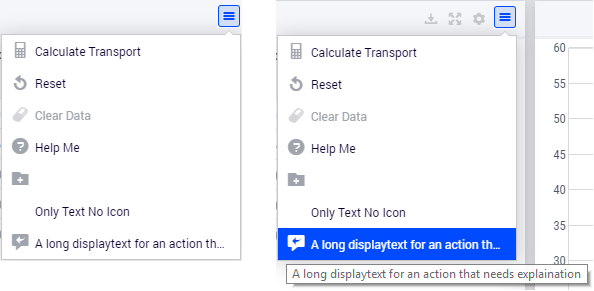 Calculate Transport
Reset
Clear Data
Help Me
Only Text No Icon
A long displaytext for an action th...
Calculate Transport
Reset
Clear Data
Help Me
Only Text No Icon
A long displaytext for an action th...
A long displaytext for an action that needs explaination
60
55
50
45
40
35
30